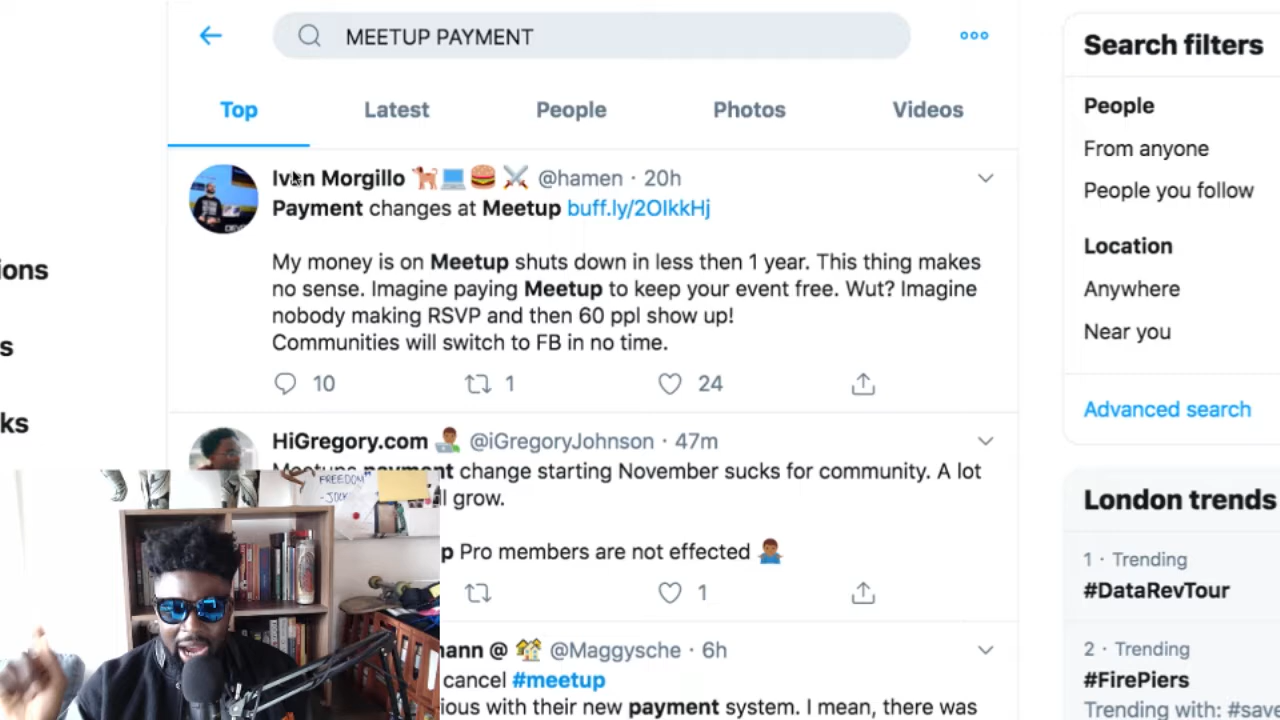 MEETUP PAYMENT
Top Latest People Photos Videos
Ivan Morgillo @hamen · 20h
Payment changes at Meetup buff.ly/2OIkkHj
My money is on Meetup shuts down in less then 1 year. This thing makes
no sense. Imagine paying Meetup to keep your event free. Wut? Imagine
nobody making RSVP and then 60 ppl show up!
Communities will switch to FB in no time.
10 1 24
HiGregory.com @iGregoryJohnson · 47m
Meetups payment change starting November sucks for community. A lot
grow.
Pro members are not effected
1
@ @Maggysche · 6h
cancel #meetup
with their new payment system. I mean, there was
Search filters
People
From anyone
People you follow
Location
Anywhere
Near you
Advanced search
London trends
1 · Trending
#DataRevTour
2 · Trending
#FirePiers
Trending with: #save
FREEDOM"
-JOCK